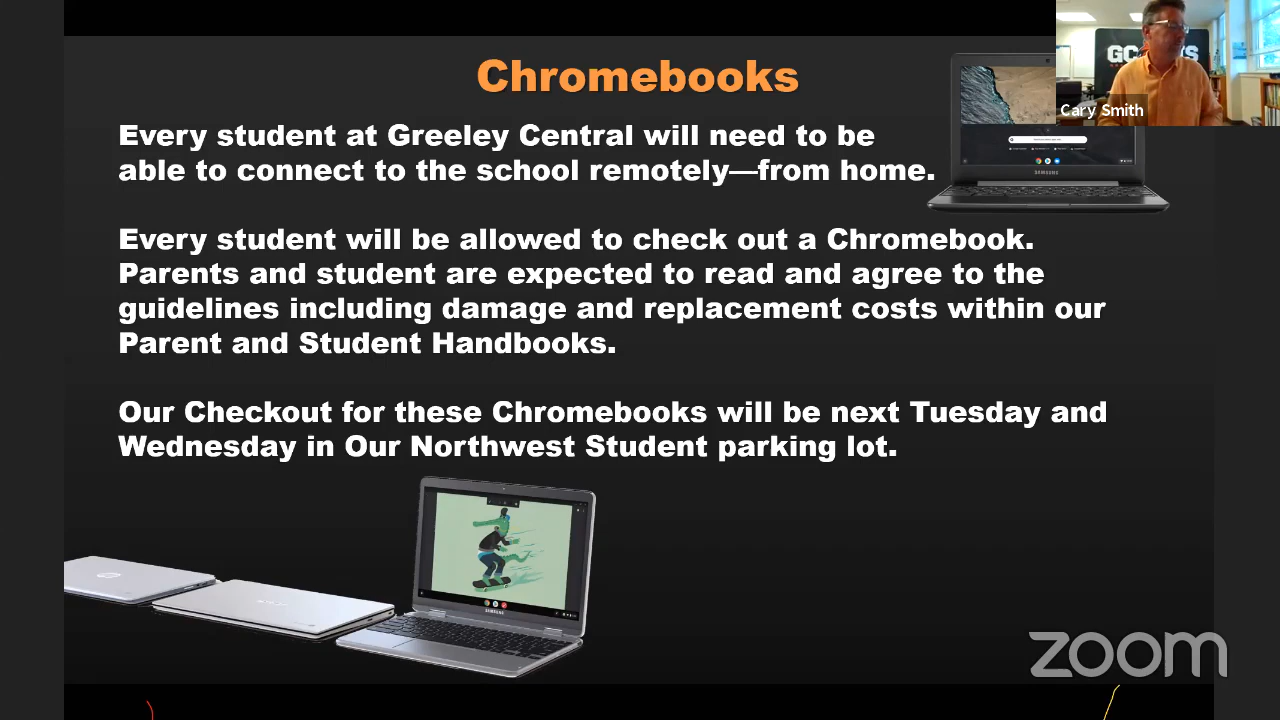 Chromebooks
Every student at Greeley Central will need to be
able to connect to the school remotely—from home.
Every student will be allowed to check out a Chromebook.
Parents and student are expected to read and agree to the
guidelines including damage and replacement costs within our
Parent and Student Handbooks.
Our Checkout for these Chromebooks will be next Tuesday and
Wednesday in Our Northwest Student parking lot.
Cary Smith
SAMSUNG
SAMSUNG
zoom